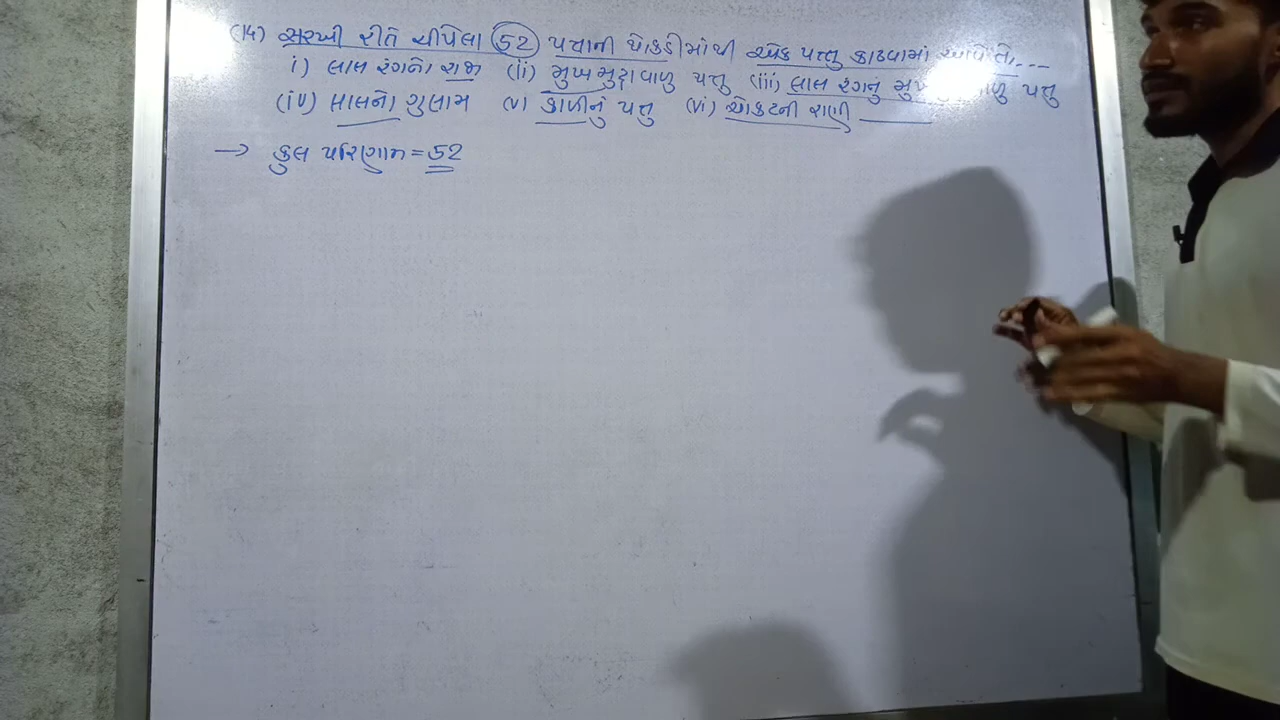 (14) સરખી રીતે ચીપેલા 52 પત્તાની થોકડીમાંથી એક પત્તુ કાઢવામાં આવે તો....
i) લાલ રંગનો રાજા (ii) મુખમુદ્રાવાળુ પત્તુ (iii) લાલ રંગનું પત્તુ
(iv) લાલનો ગુલામ (v) કાળીનું પત્તુ (vi) ચોકટની રાણી
→ કુલ પરિણામ = 52